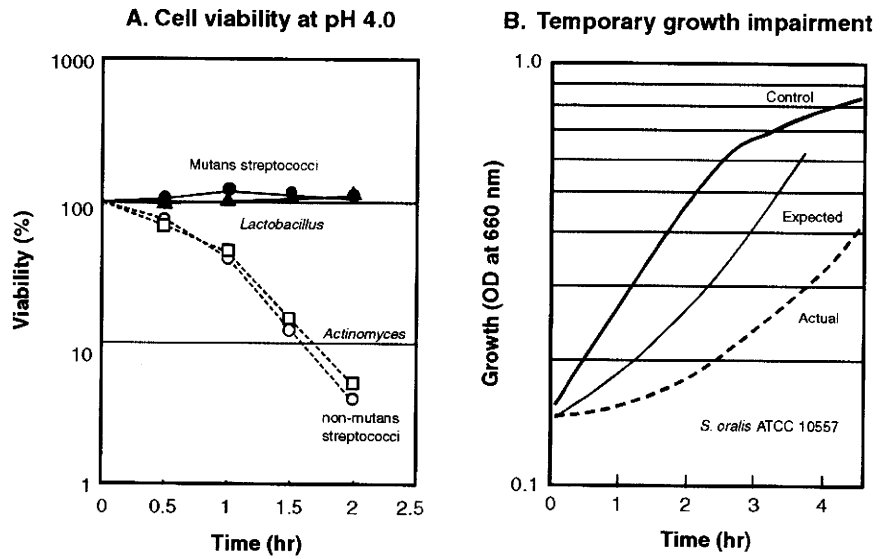 A. Cell viability at pH 4.0
1000
100
10
1
Viability (%)
Mutans streptococci
Lactobacillus
Actinomyces
non-mutans
streptococci
0
0.5
1.0
1.5
2
2.5
Time (hr)
B. Temporary growth impairment
1.0
0.1
Growth (OD at 660 nm)
Control
Expected
Actual
S. oralis ATCC 10557
0
1
2
3
4
Time (hr)